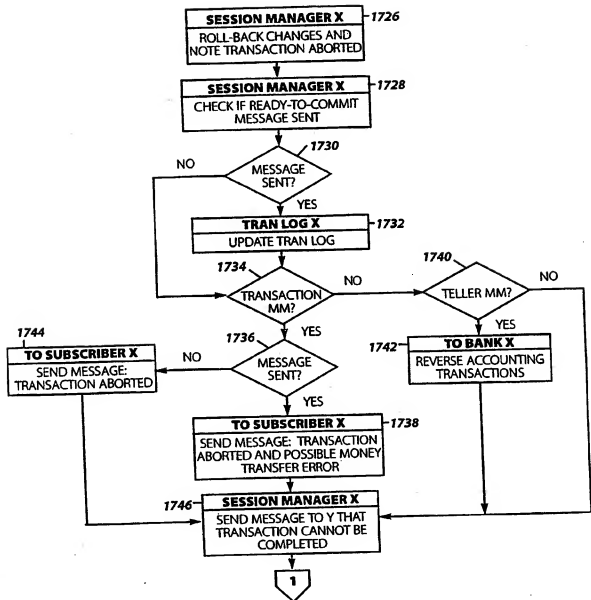 SESSION MANAGER X
1726
ROLL-BACK CHANGES AND
NOTE TRANSACTION ABORTED
SESSION MANAGER X
1728
CHECK IF READY-TO-COMMIT
MESSAGE SENT
1730
NO
MESSAGE
SENT?
YES
TRAN LOG X
1732
UPDATE TRAN LOG
1734
TRANSACTION
MM?
NO
1740
TELLER MM?
NO
YES
YES
1744
TO SUBSCRIBER X
SEND MESSAGE:
TRANSACTION ABORTED
NO
1736
MESSAGE
SENT?
YES
1742
TO BANK X
REVERSE ACCOUNTING
TRANSACTIONS
TO SUBSCRIBER X
1738
SEND MESSAGE: TRANSACTION
ABORTED AND POSSIBLE MONEY
TRANSFER ERROR
1746
SESSION MANAGER X
SEND MESSAGE TO Y THAT
TRANSACTION CANNOT BE
COMPLETED
1